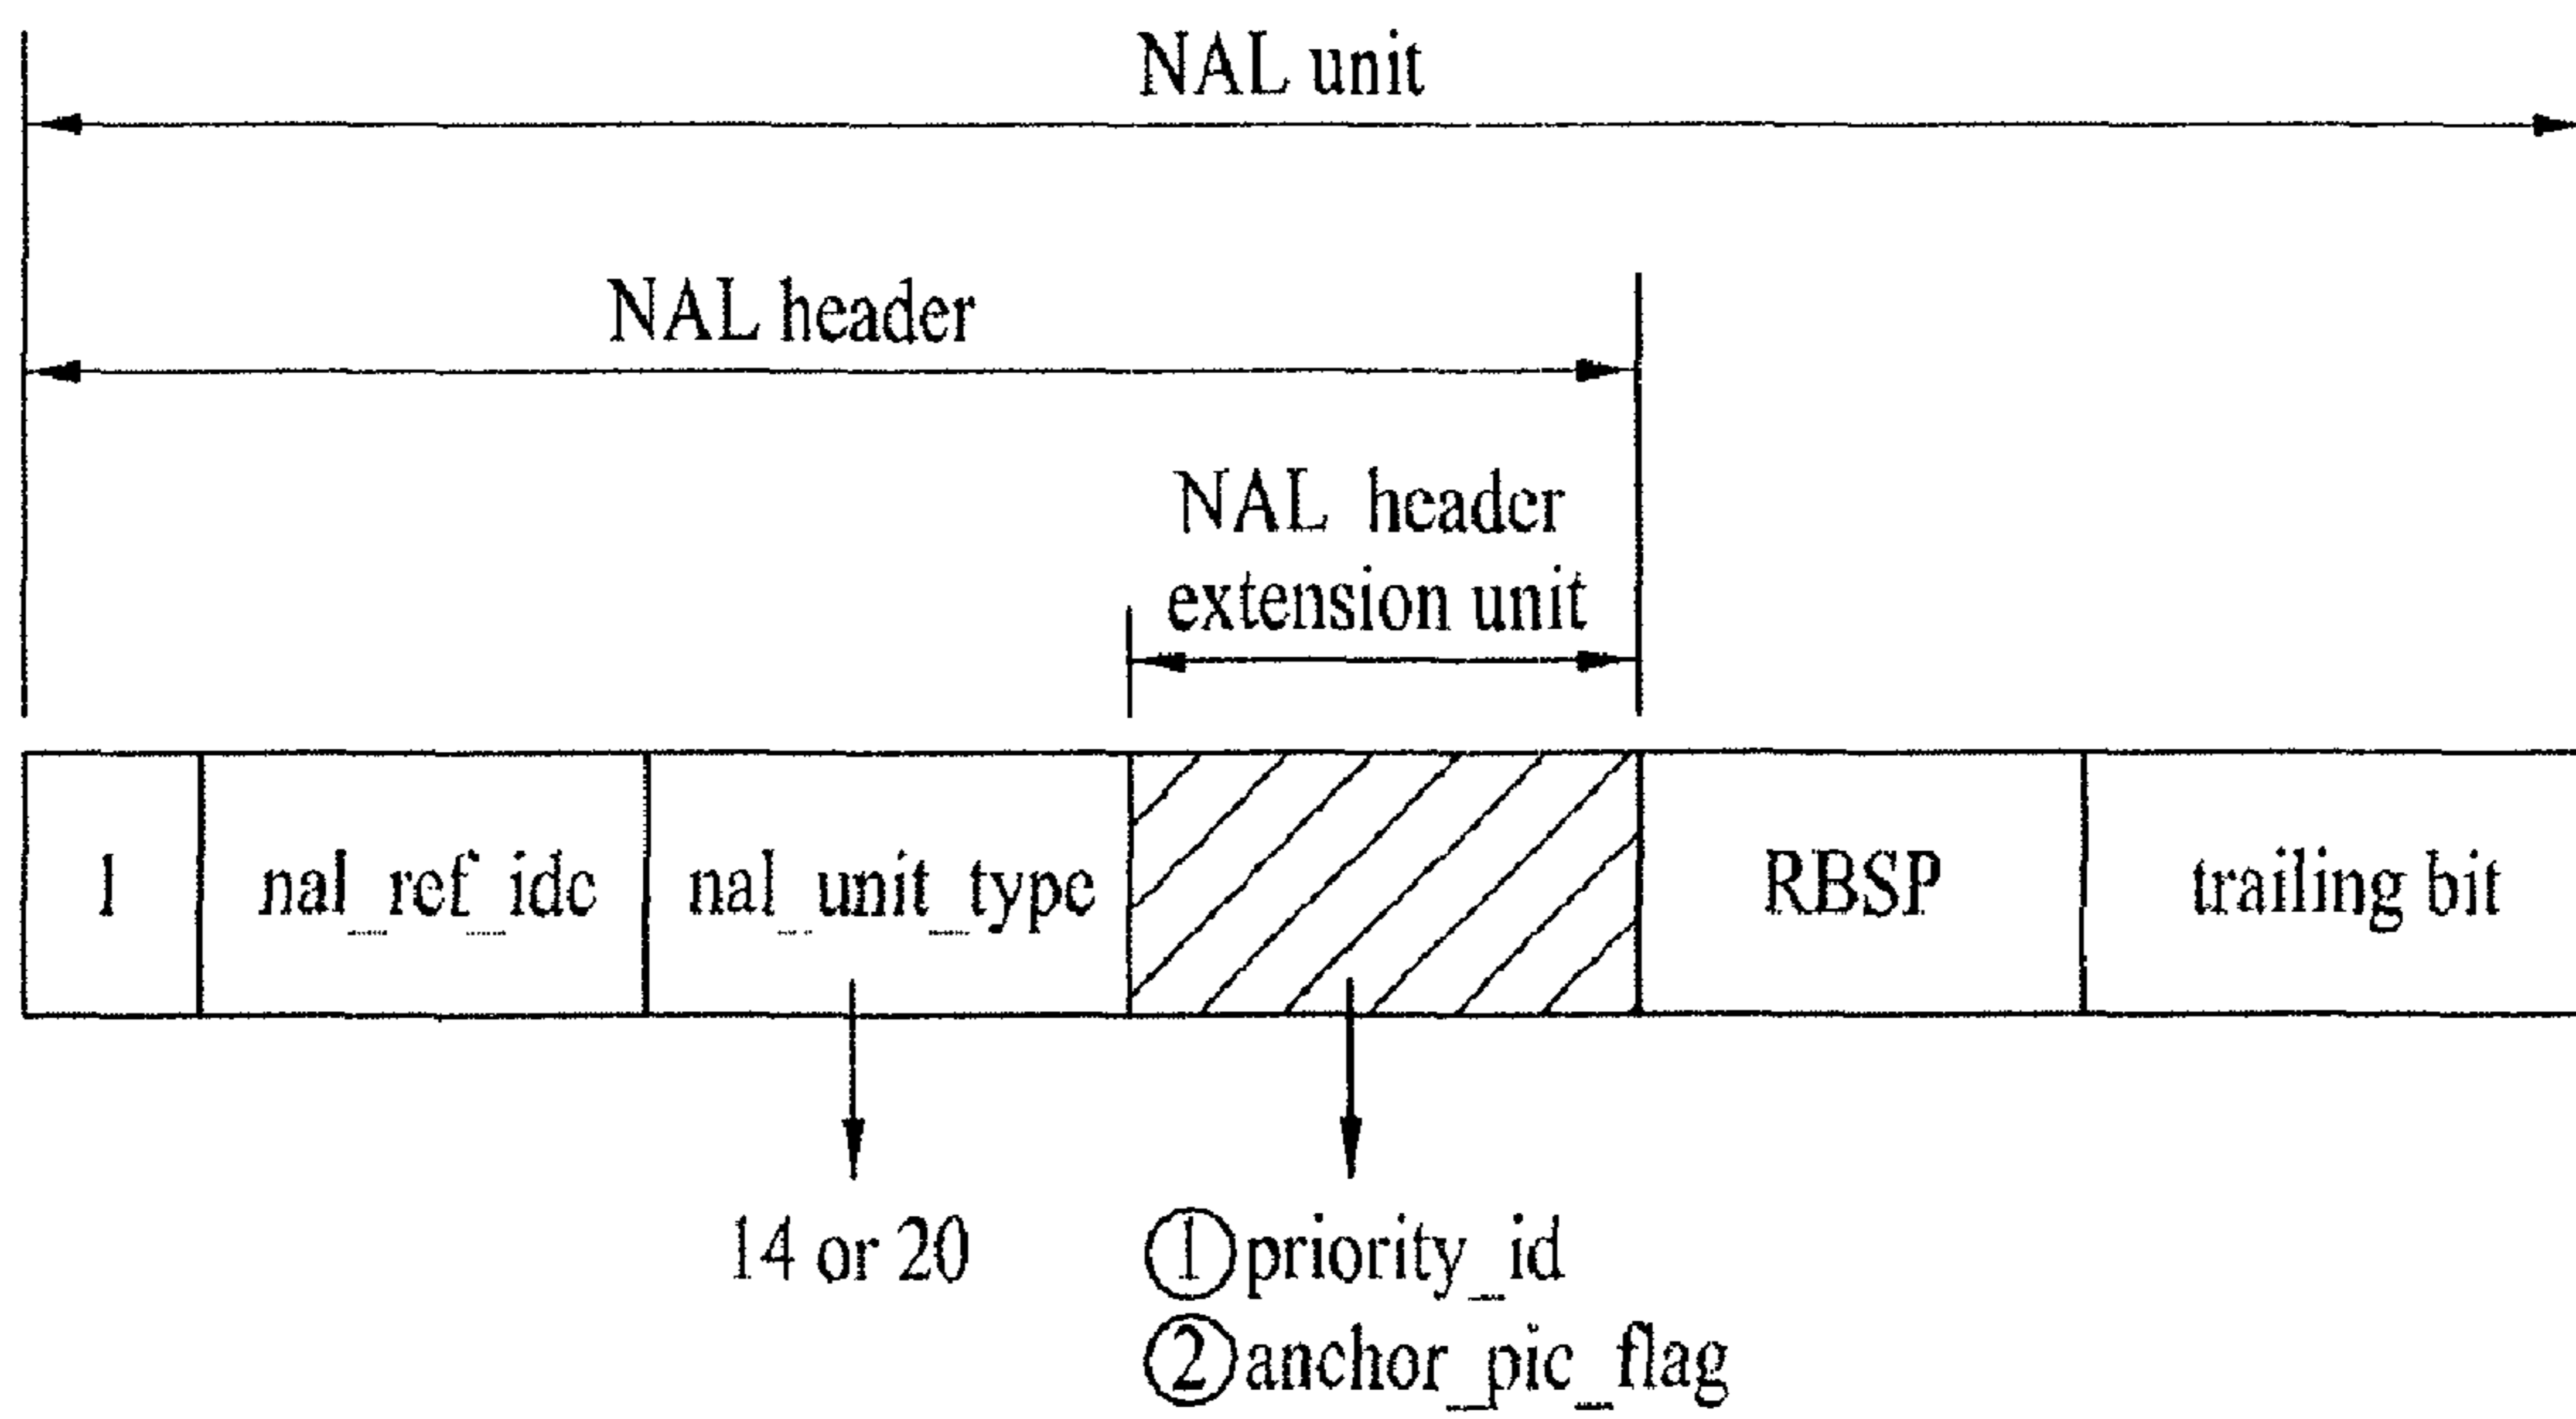 NAL unit
NAL header
NAL header
extension unit
1 nal_ref_idc nal_unit_type RBSP trailing bit
14 or 20 ①priority_id
②anchor_pic_flag